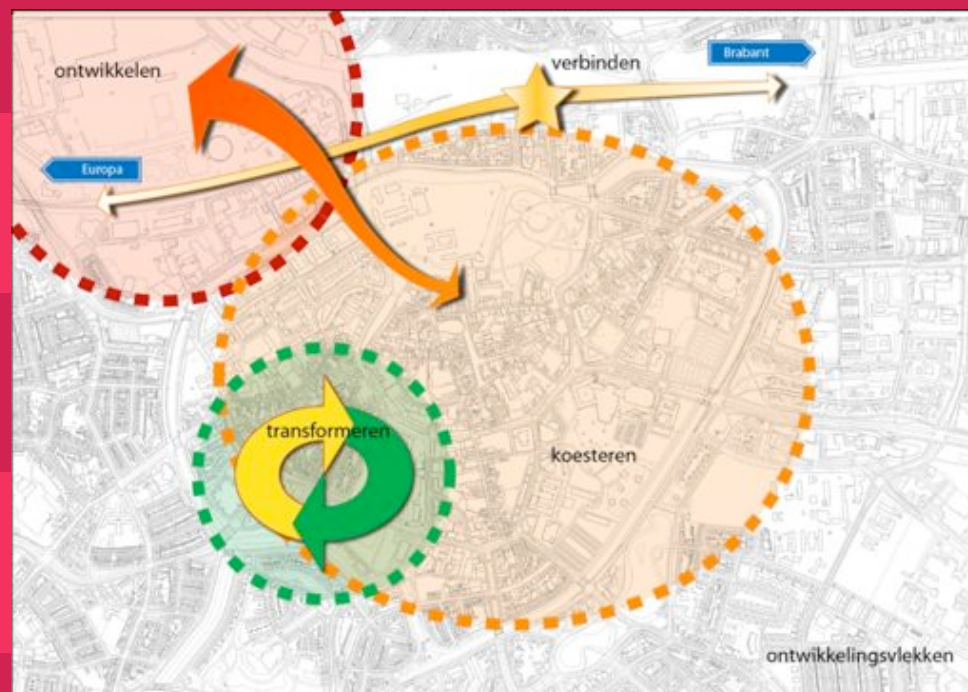 Brabant
verbinden
ontwikkelen
Europa
transformeren
koesteren
ontwikkelingsvlekken